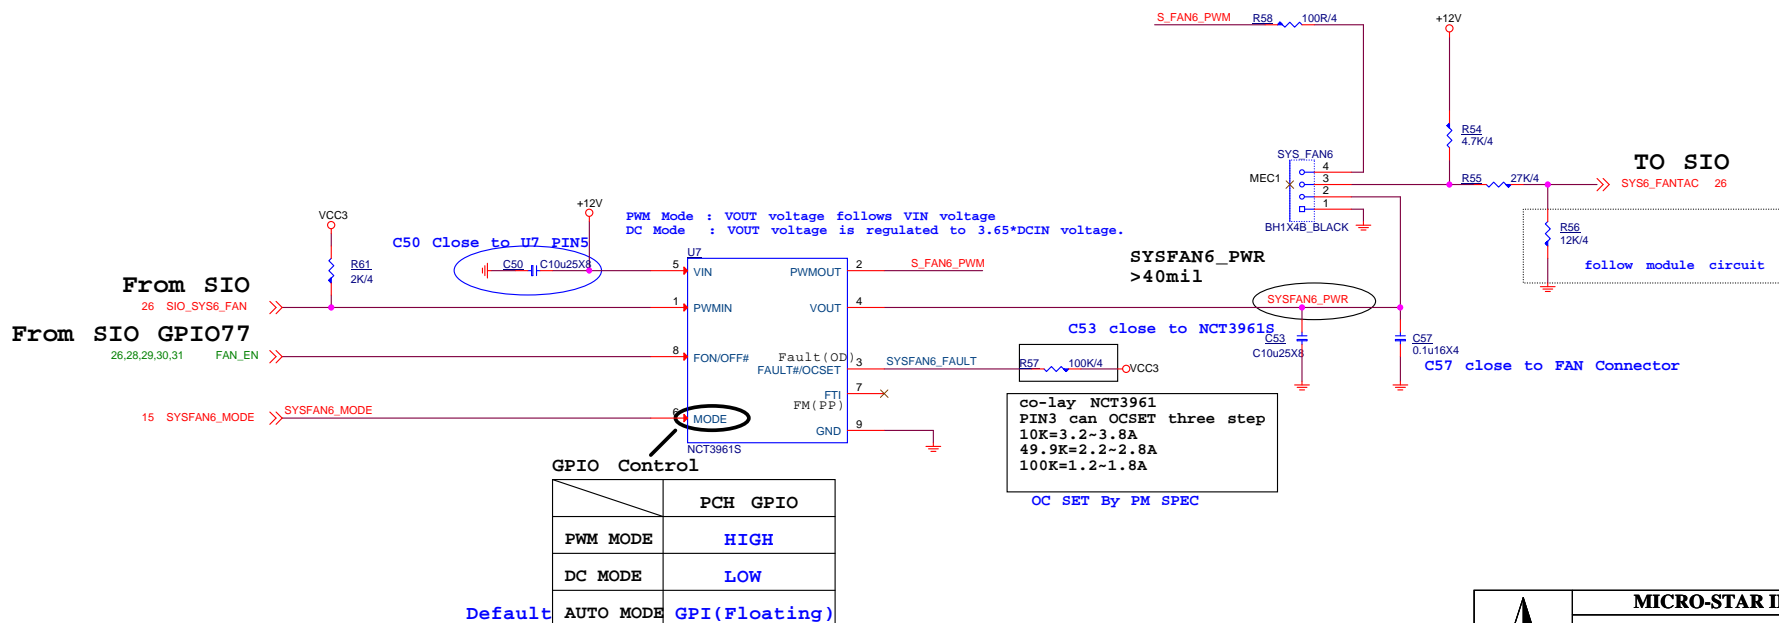 S_FAN6_PWM R58 100R/4
+12V
R54
4.7K/4
SYS_FAN6
4
3
2
1
MEC1
BH1X4B_BLACK
R55 27K/4
TO SIO
SYS6_FANTAC 26
R56
12K/4
follow module circuit
VCC3
+12V
PWM Mode : VOUT voltage follows VIN voltage
DC Mode : VOUT voltage is regulated to 3.65*DCIN voltage.
C50 Close to U7 PIN5
R61
2K/4
C50 C10u25X8
U7
5 VIN
PWMOUT 2
S_FAN6_PWM
SYSFAN6_PWR
>40mil
From SIO
26 SIO_SYS6_FAN
1 PWMIN
VOUT 4
SYSFAN6_PWR
From SIO GPIO77
26,28,29,30,31 FAN_EN
8 FON/OFF#
Fault(OD)
FAULT#/OCSET 3
SYSFAN6_FAULT
R57 100K/4
VCC3
C53 close to NCT3961S
C53
C10u25X8
C57
0.1u16X4
C57 close to FAN Connector
FTI 7
FM(PP)
15 SYSFAN6_MODE
SYSFAN6_MODE
6 MODE
GND 9
NCT3961S
co-lay NCT3961
PIN3 can OCSET three step
10K=3.2~3.8A
49.9K=2.2~2.8A
100K=1.2~1.8A
OC SET By PM SPEC
GPIO Control
PCH GPIO
PWM MODE HIGH
DC MODE LOW
Default AUTO MODE GPI(Floating)
MICRO-STAR